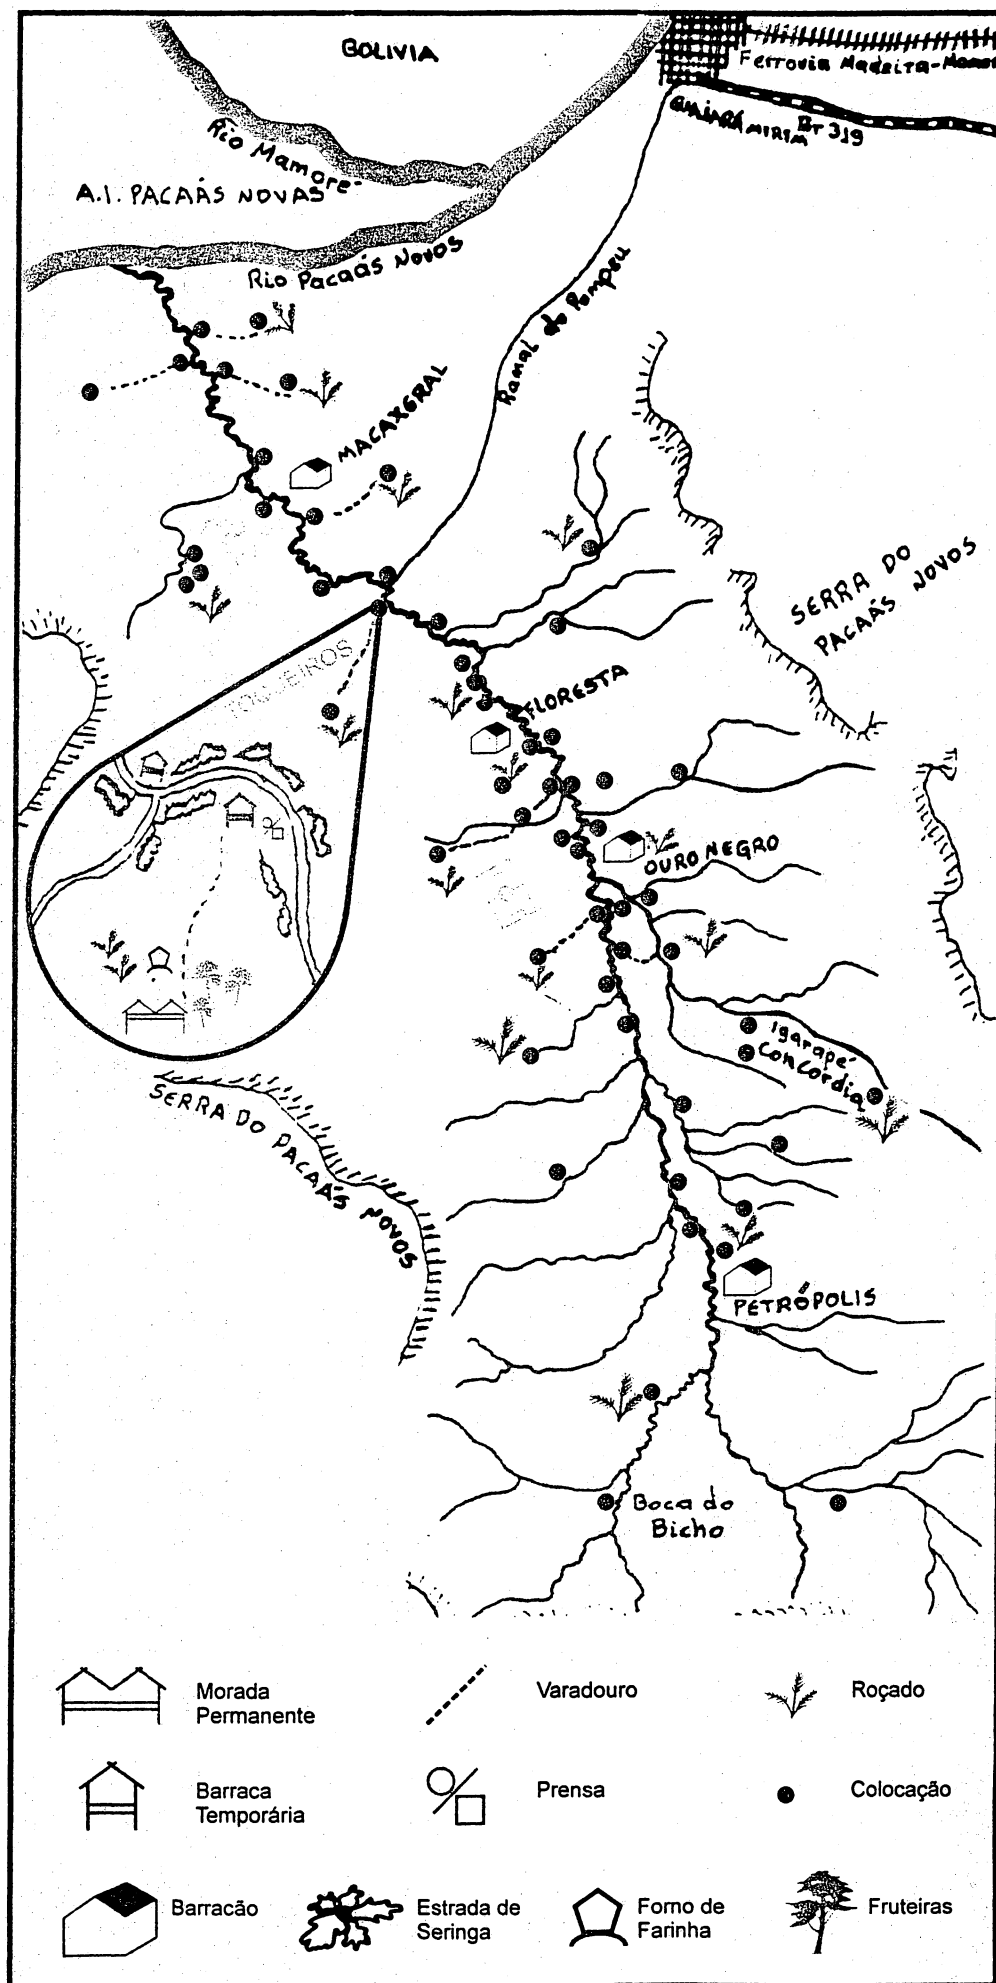 BOLIVIA
Ferrovia Madeira-Mamoré
GUAJARÁ MIRIM
Br 319
Rio Mamoré
A.I. PACAÁS NOVAS
Rio Pacaás Novos
Ramal do Pompeu
MACAXERAL
SERRA DO
PACAÁS NOVOS
TOQUEIROS
FLORESTA
OURO NEGRO
Igarapé
Concordia
SERRA DO PACAÁS NOVOS
PETRÓPOLIS
Boca do
Bicho
Morada
Permanente
Varadouro
Roçado
Barraca
Temporária
Prensa
Colocação
Barracão
Estrada de
Seringa
Forno de
Farinha
Fruteiras